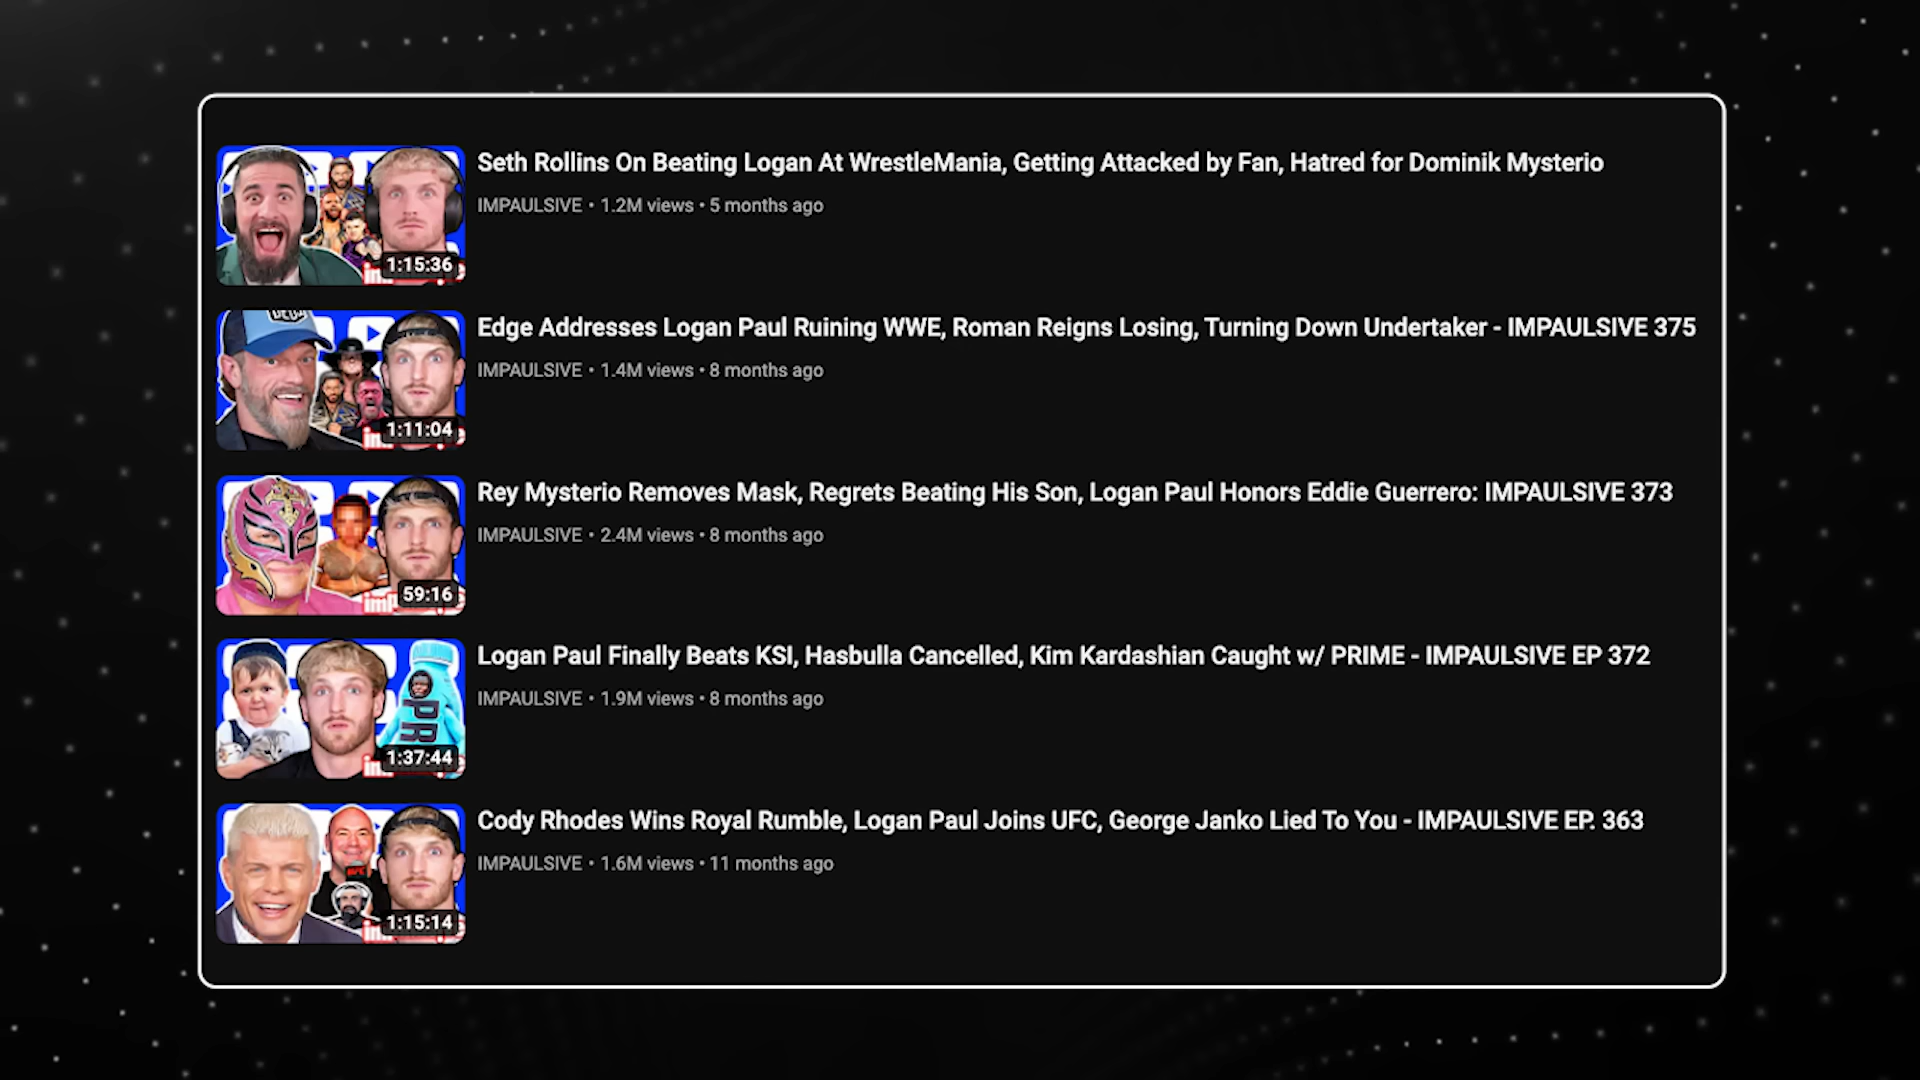 Seth Rollins On Beating Logan At WrestleMania, Getting Attacked by Fan, Hatred for Dominik Mysterio
IMPAULSIVE • 1.2M views • 5 months ago
1:15:36
Edge Addresses Logan Paul Ruining WWE, Roman Reigns Losing, Turning Down Undertaker - IMPAULSIVE 375
IMPAULSIVE • 1.4M views • 8 months ago
1:11:04
Rey Mysterio Removes Mask, Regrets Beating His Son, Logan Paul Honors Eddie Guerrero: IMPAULSIVE 373
IMPAULSIVE • 2.4M views • 8 months ago
59:16
Logan Paul Finally Beats KSI, Hasbulla Cancelled, Kim Kardashian Caught w/ PRIME - IMPAULSIVE EP 372
IMPAULSIVE • 1.9M views • 8 months ago
PR
1:37:44
Cody Rhodes Wins Royal Rumble, Logan Paul Joins UFC, George Janko Lied To You - IMPAULSIVE EP. 363
IMPAULSIVE • 1.6M views • 11 months ago
1:15:14